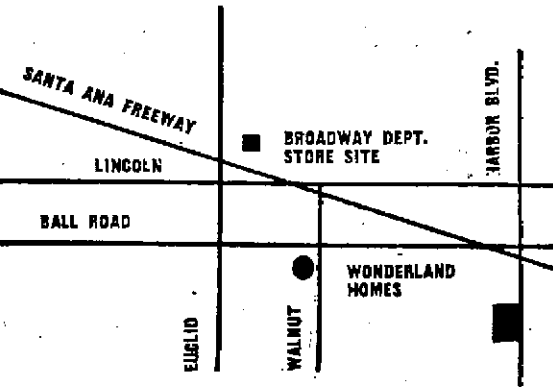 SANTA ANA FREEWAY
HARBOR BLVD.
BROADWAY DEPT.
STORE SITE
LINCOLN
BALL ROAD
WONDERLAND
HOMES
EUCLID
WALNUT